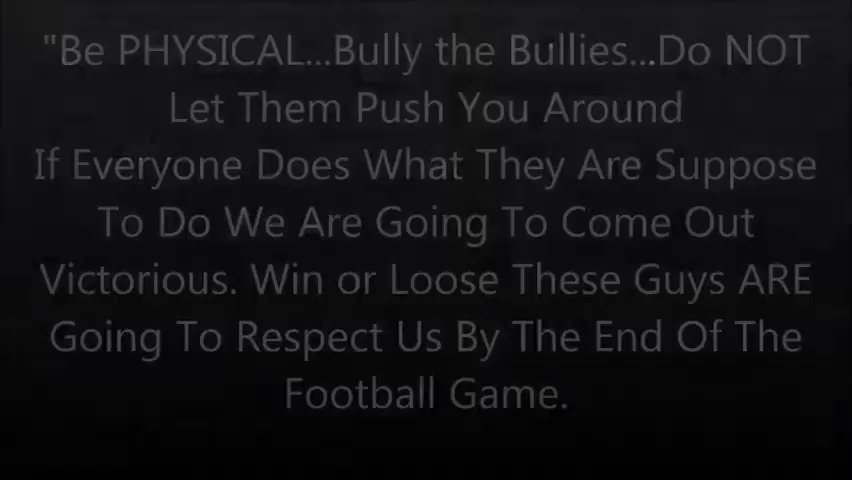 "Be PHYSICAL...Bully the Bullies...Do NOT
Let Them Push You Around
If Everyone Does What They Are Suppose
To Do We Are Going To Come Out
Victorious. Win or Loose These Guys ARE
Going To Respect Us By The End Of The
Football Game.